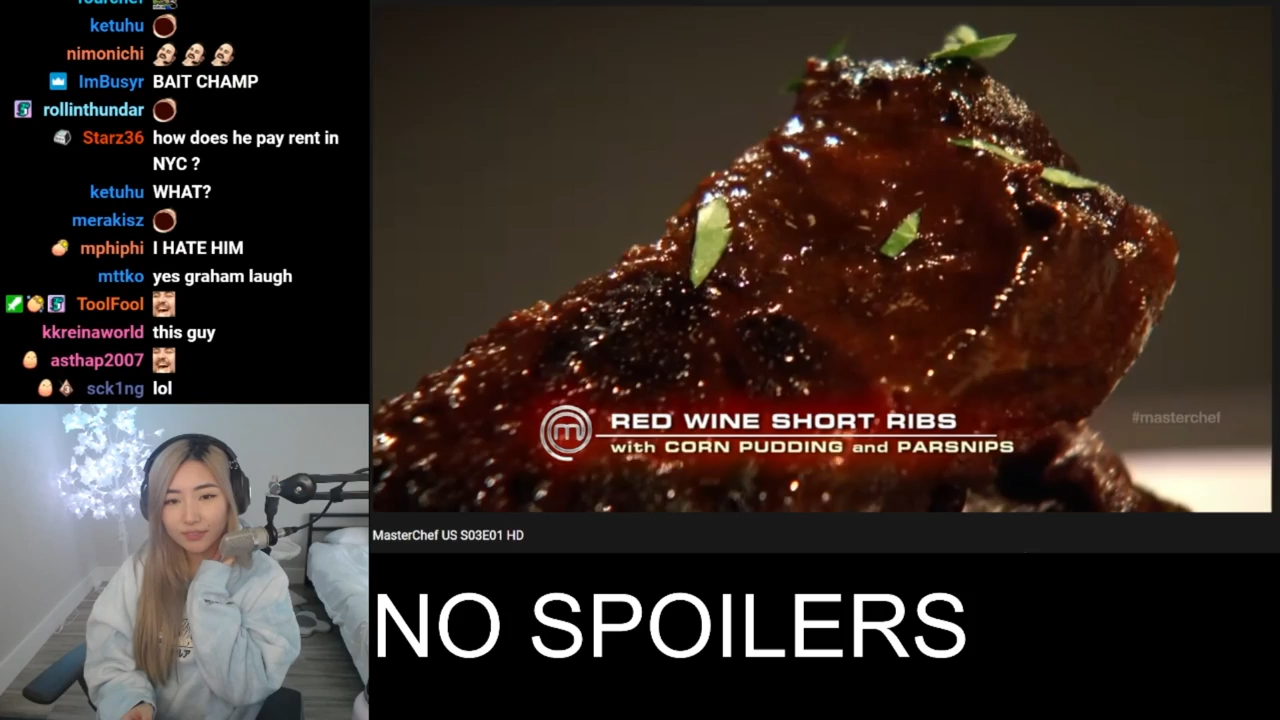 ketuhu
nimonichi
ImBusyr BAIT CHAMP
rollinthundar
Starz36 how does he pay rent in
NYC ?
ketuhu WHAT?
merakisz
mphiphi I HATE HIM
mttko yes graham laugh
ToolFool
kkreinaworld this guy
asthap2007
sck1ng lol
#masterchef
RED WINE SHORT RIBS
with CORN PUDDING and PARSNIPS
MasterChef US S03E01 HD
NO SPOILERS